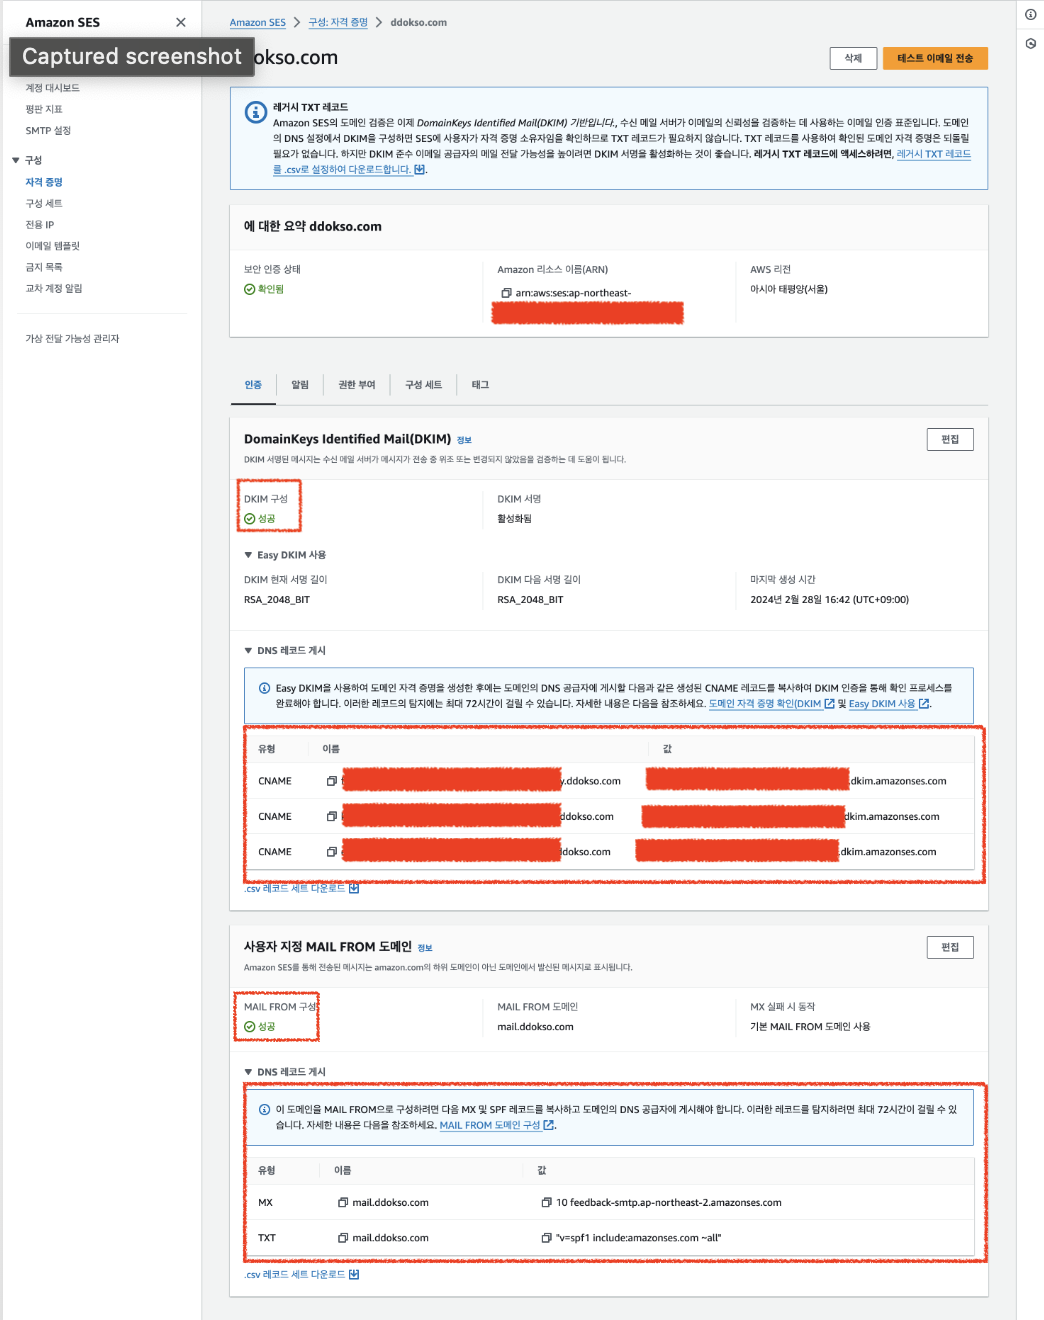 Amazon SES
Amazon SES > 구성: 자격 증명 > ddokso.com
Captured screenshot
okso.com
삭제
테스트 이메일 전송
계정 대시보드
평판 지표
SMTP 설정
구성
자격 증명
구성 세트
전용 IP
이메일 템플릿
금지 목록
교차 계정 알림
가상 전달 가능성 관리자
레거시 TXT 레코드
Amazon SES의 도메인 검증은 이제 DomainKeys Identified Mail(DKIM) 기반입니다., 수신 메일 서버가 이메일의 신뢰성을 검증하는 데 사용하는 이메일 인증 표준입니다. 도메인
의 DNS 설정에서 DKIM을 구성하면 SES에 사용자가 자격 증명 소유자임을 확인하므로 TXT 레코드가 필요하지 않습니다. TXT 레코드를 사용하여 확인된 도메인 자격 증명은 되돌릴
필요가 없습니다. 하지만 DKIM 준수 이메일 공급자의 메일 전달 가능성을 높이려면 DKIM 서명을 활성화하는 것이 좋습니다. 레거시 TXT 레코드에 액세스하려면, 레거시 TXT 레코드
를 .csv로 설정하여 다운로드합니다.
에 대한 요약 ddokso.com
보안 인증 상태
확인됨
Amazon 리소스 이름(ARN)
arn:aws:ses:ap-northeast-
AWS 리전
아시아 태평양(서울)
인증
알림
권한 부여
구성 세트
태그
DomainKeys Identified Mail(DKIM) 정보
편집
DKIM 서명된 메시지는 수신 메일 서버가 메시지가 전송 중 위조 또는 변경되지 않았음을 검증하는 데 도움이 됩니다.
DKIM 구성
성공
DKIM 서명
활성화됨
Easy DKIM 사용
DKIM 현재 서명 길이
RSA_2048_BIT
DKIM 다음 서명 길이
RSA_2048_BIT
마지막 생성 시간
2024년 2월 28일 16:42 (UTC+09:00)
DNS 레코드 게시
Easy DKIM을 사용하여 도메인 자격 증명을 생성한 후에는 도메인의 DNS 공급자에 게시할 다음과 같은 생성된 CNAME 레코드를 복사하여 DKIM 인증을 통해 확인 프로세스를
완료해야 합니다. 이러한 레코드의 탐지에는 최대 72시간이 걸릴 수 있습니다. 자세한 내용은 다음을 참조하세요. 도메인 자격 증명 확인(DKIM 및 Easy DKIM 사용.
유형 이름 값
CNAME y.ddokso.com .dkim.amazonses.com
CNAME ddokso.com dkim.amazonses.com
CNAME dokso.com .dkim.amazonses.com
.csv 레코드 세트 다운로드
사용자 지정 MAIL FROM 도메인 정보
편집
Amazon SES를 통해 전송된 메시지는 amazon.com의 하위 도메인이 아닌 도메인에서 발신된 메시지로 표시됩니다.
MAIL FROM 구성
성공
MAIL FROM 도메인
mail.ddokso.com
MX 실패 시 동작
기본 MAIL FROM 도메인 사용
DNS 레코드 게시
이 도메인을 MAIL FROM으로 구성하려면 다음 MX 및 SPF 레코드를 복사하고 도메인의 DNS 공급자에 게시해야 합니다. 이러한 레코드를 탐지하려면 최대 72시간이 걸릴 수 있
습니다. 자세한 내용은 다음을 참조하세요. MAIL FROM 도메인 구성.
유형 이름 값
MX mail.ddokso.com 10 feedback-smtp.ap-northeast-2.amazonses.com
TXT mail.ddokso.com "v=spf1 include:amazonses.com ~all"
.csv 레코드 세트 다운로드